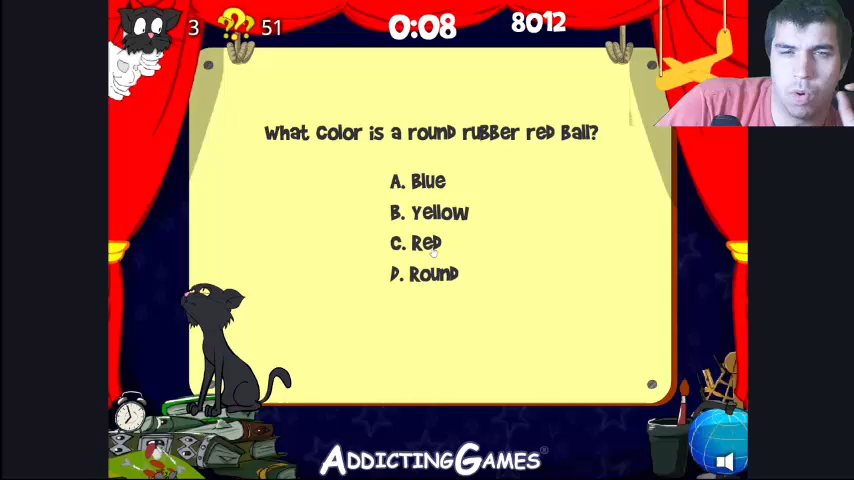 3 51 0:08 8012
What Color is a round rubber red Ball?
A. Blue
B. Yellow
C. Red
D. Round
AddictingGames